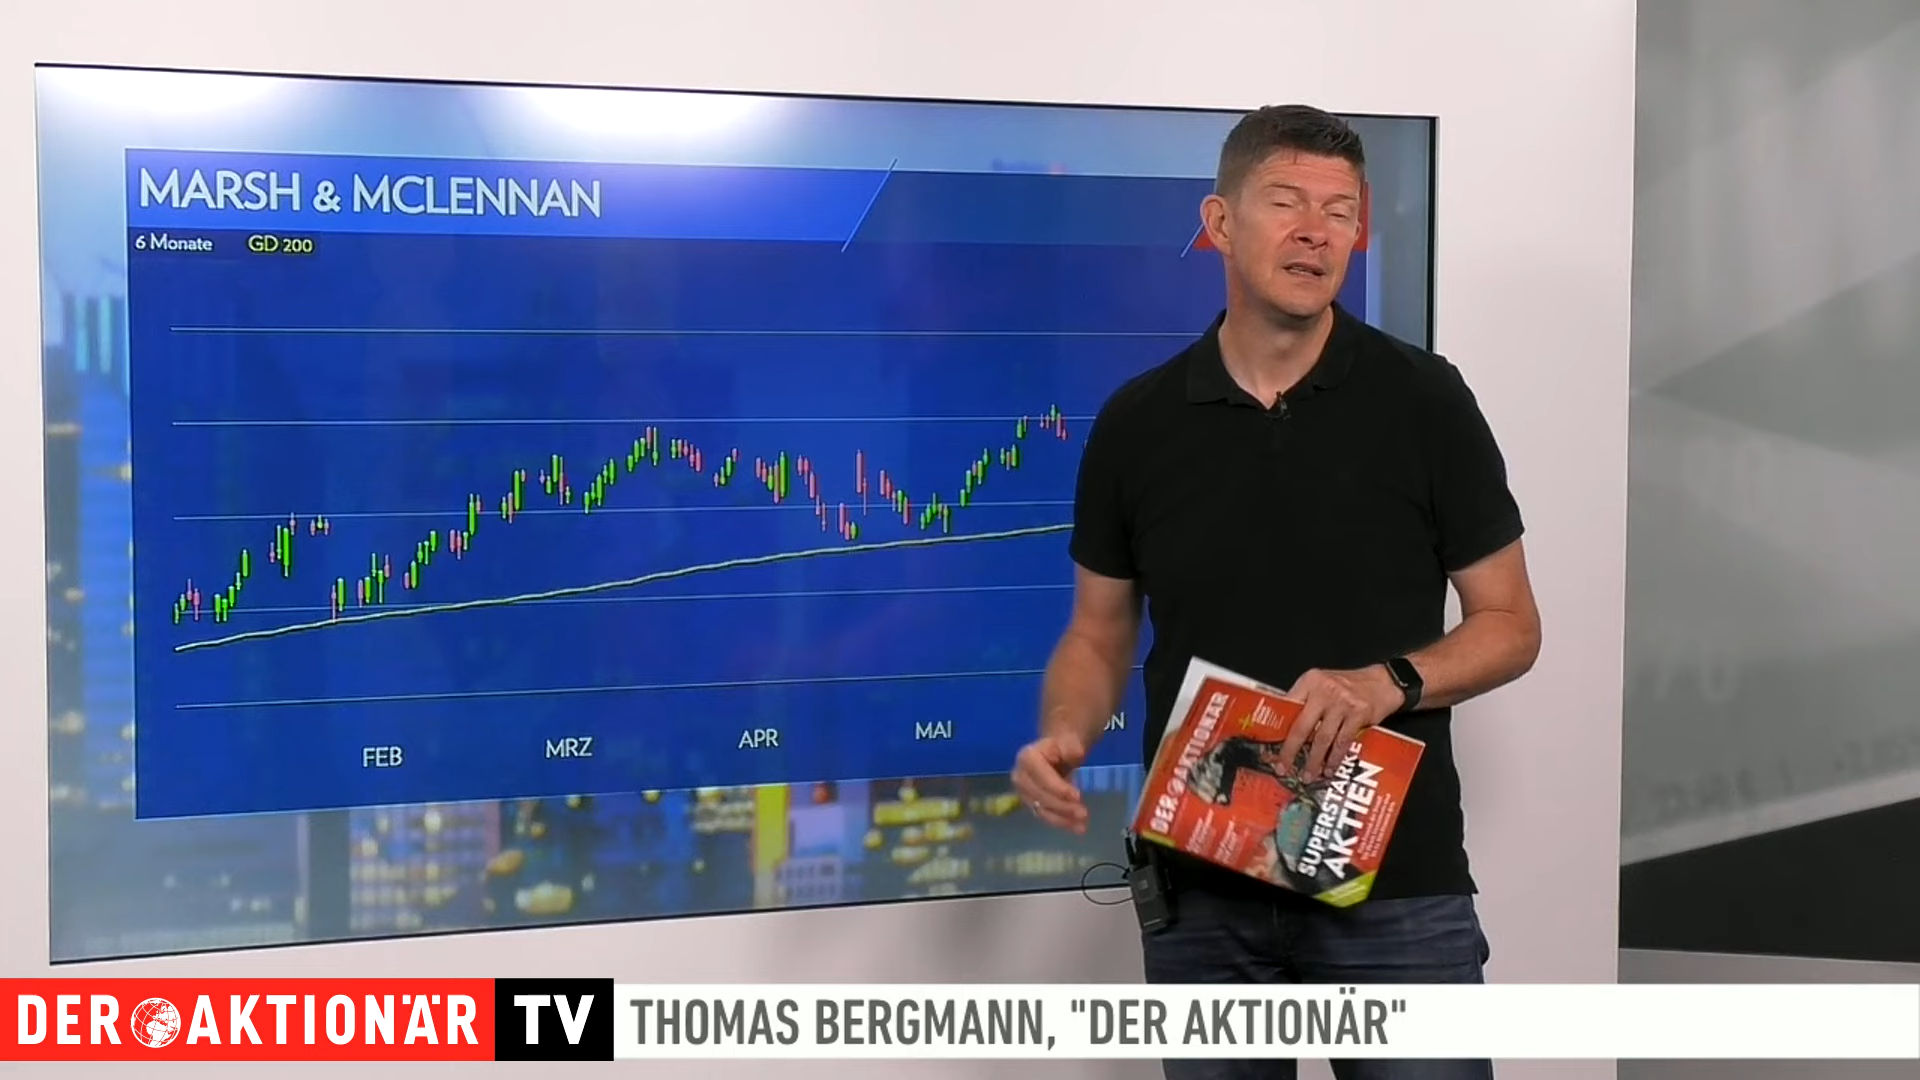 MARSH & MCLENNAN
6 Monate GD 200
FEB MRZ APR MAI
DER AKTIONÄR
SUPERSTARKE
AKTIEN
DER AKTIONÄR TV THOMAS BERGMANN, "DER AKTIONÄR"